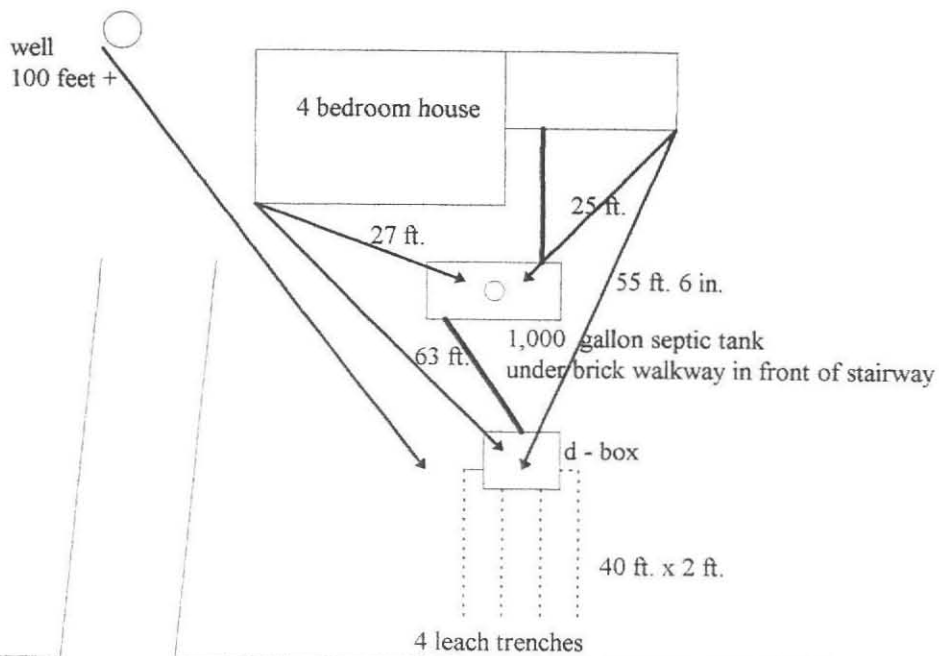 well
100 feet +
4 bedroom house
25 ft.
27 ft.
55 ft. 6 in.
1,000 gallon septic tank
63 ft.
under brick walkway in front of stairway
d - box
40 ft. x 2 ft.
4 leach trenches